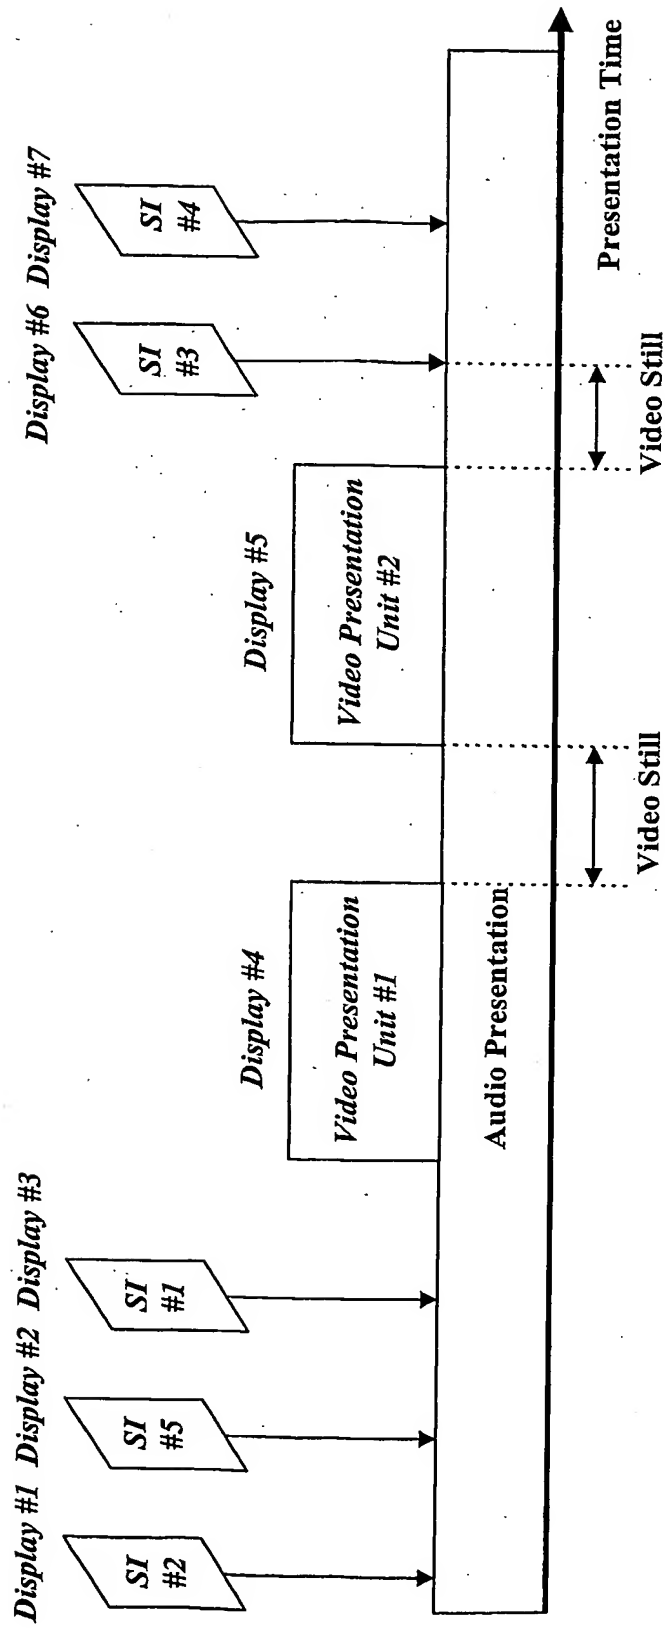 Display #1 Display #2 Display #3
SI
#2
SI
#5
SI
#1
Display #4
Video Presentation
Unit #1
Display #5
Video Presentation
Unit #2
Display #6 Display #7
SI
#3
SI
#4
Audio Presentation
Video Still
Video Still
Presentation Time